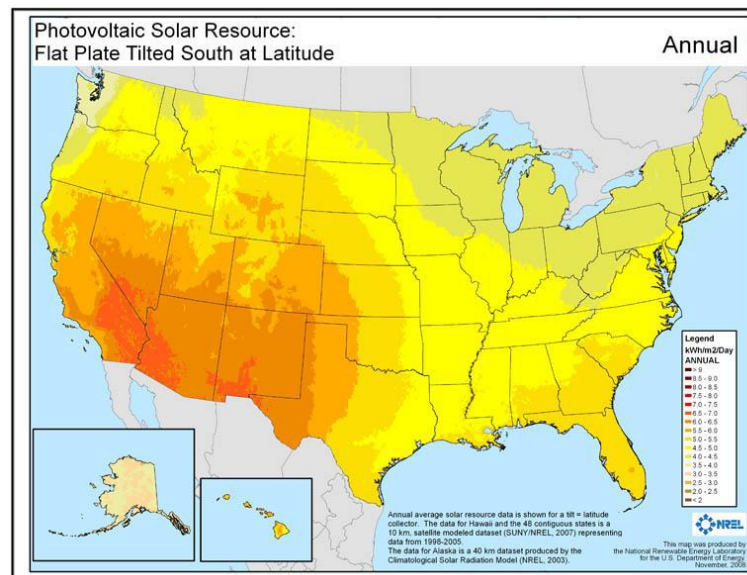 Photovoltaic Solar Resource:
Flat Plate Tilted South at Latitude
Annual
Legend
kWh/m2/Day
ANNUAL
> 9
8.5 - 9.0
8.0 - 8.5
7.5 - 8.0
7.0 - 7.5
6.5 - 7.0
6.0 - 6.5
5.5 - 6.0
5.0 - 5.5
4.5 - 5.0
4.0 - 4.5
3.5 - 4.0
3.0 - 3.5
2.5 - 3.0
2.0 - 2.5
< 2
Annual average solar resource data is shown for a tilt = latitude
collector. The data for Hawaii and the 48 contiguous states is a
10 km, satellite modeled dataset (SUNY/NREL, 2007) representing
data from 1998-2005.
The data for Alaska is a 40 km dataset produced by the
Climatological Solar Radiation Model (NREL, 2003).
NREL
This map was produced by
the National Renewable Energy Laboratory
for the U.S. Department of Energy.
November, 2008